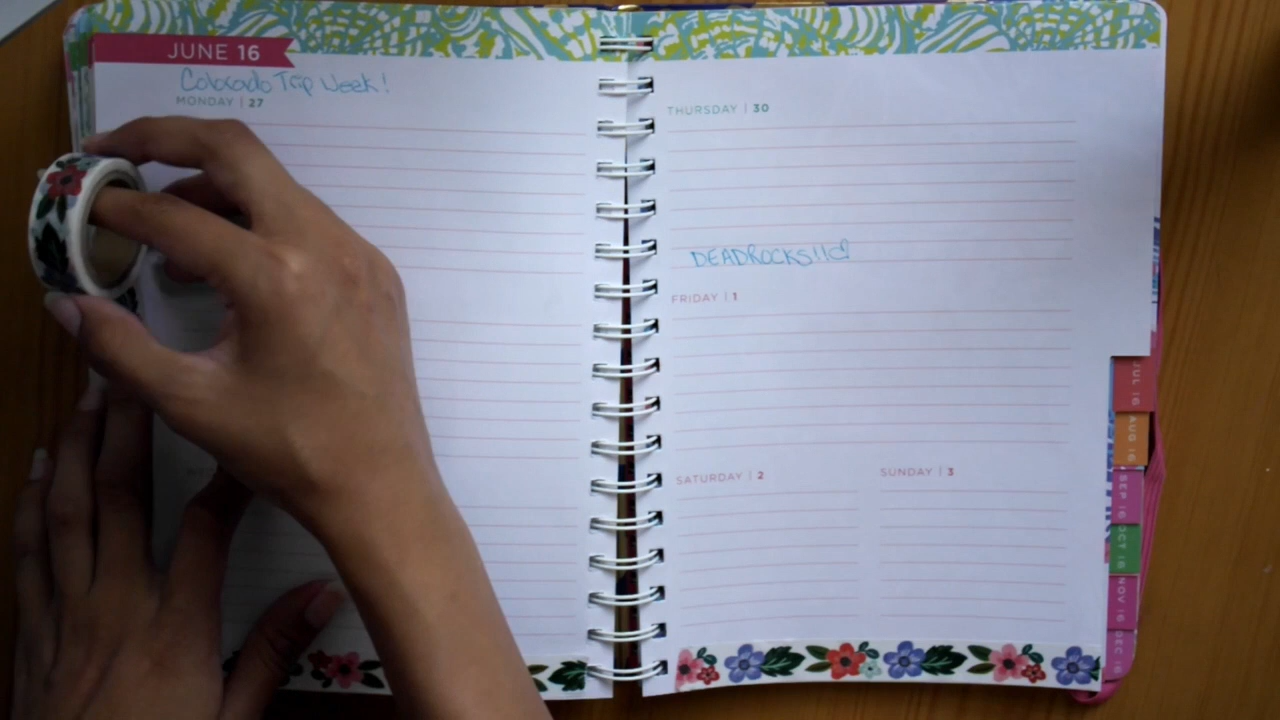 JUNE 16
Colorado Trip Week!
MONDAY | 27
THURSDAY | 30
DEADROCKS!!
FRIDAY | 1
SATURDAY | 2
SUNDAY | 3
JUL 16
AUG 16
SEP 16
OCT 16
NOV 16
DEC 16